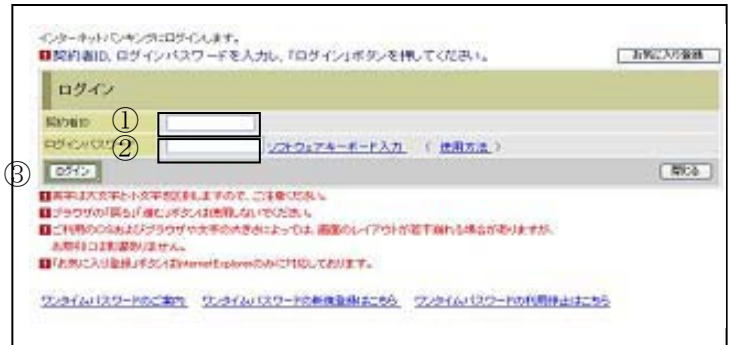 インターネットバンキングにログインします。
契約者ID、ログインパスワードを入力し、「ログイン」ボタンを押してください。
お気に入り登録
ログイン
契約者ID ①
ログインパスワード ② ソフトウェアキーボード入力 ( 使用方法 )
③ ログイン 閉じる
英字は大文字と小文字を区別しますので、ご注意ください。
ブラウザの「戻る」「進む」ボタンは使用しないでください。
ご利用のOSおよびブラウザや文字の大きさによっては、画面のレイアウトが若干崩れる場合がありますが、
お取引には影響ありません。
「お気に入り登録」ボタンはInternetExplorerのみに対応しております。
ワンタイムパスワードのご案内 ワンタイムパスワードの新規登録はこちら ワンタイムパスワードの利用停止はこちら